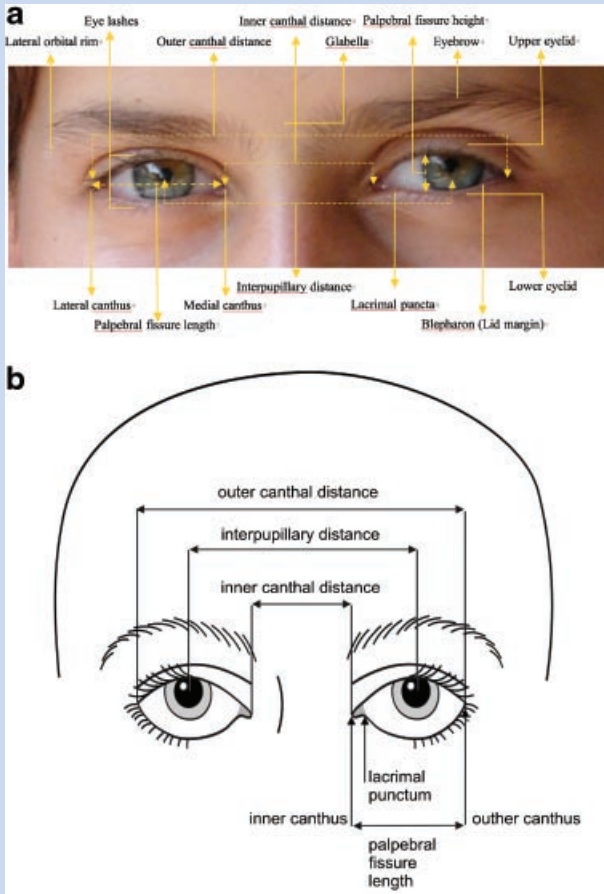 a
Eye lashes Inner canthal distance Palpebral fissure height
Lateral orbital rim Outer canthal distance Glabella Eyebrow Upper eyelid
Interpupillary distance Lower eyelid
Lateral canthus Medial canthus Lacrimal puncta
Palpebral fissure length Blepharon (Lid margin)
b
outer canthal distance
interpupillary distance
inner canthal distance
lacrimal
punctum
inner canthus outher canthus
palpebral
fissure
length